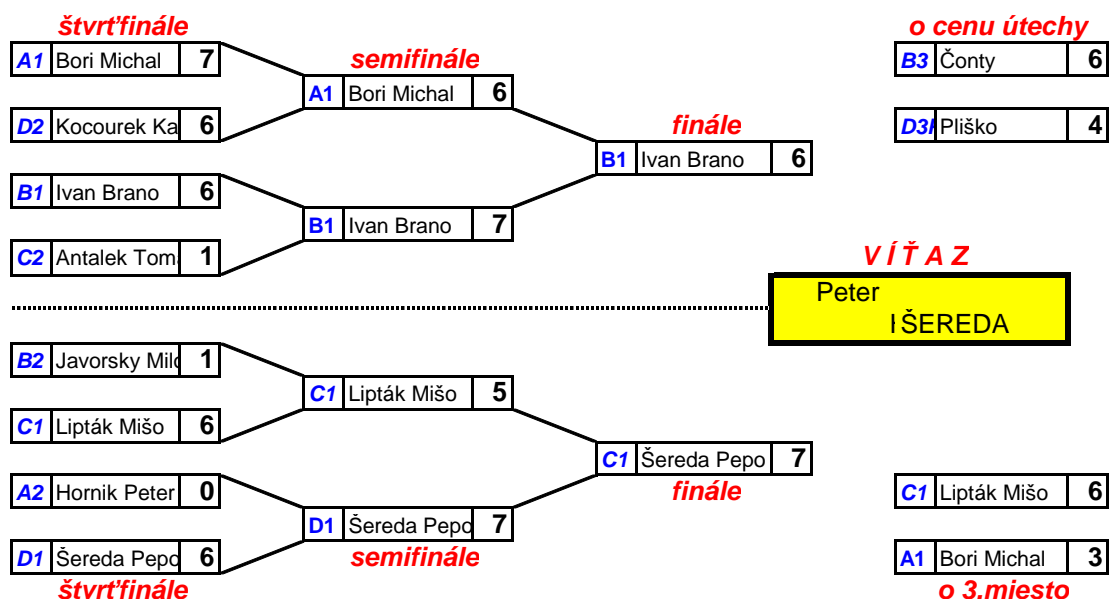 štvrťfinále
o cenu útechy
A1 Bori Michal 7
semifinále
B3 Čonty 6
A1 Bori Michal 6
D2 Kocourek Ka 6
finále
D3 Pliško 4
B1 Ivan Brano 6
B1 Ivan Brano 6
B1 Ivan Brano 7
C2 Antalek Tom 1
VÍŤAZ
Peter
ŠEREDA
B2 Javorsky Milo 1
C1 Lipták Mišo 5
C1 Lipták Mišo 6
C1 Šereda Pepo 7
A2 Hornik Peter 0
finále
C1 Lipták Mišo 6
D1 Šereda Pepo 7
D1 Šereda Pepo 6
semifinále
A1 Bori Michal 3
štvrťfinále
o 3.miesto